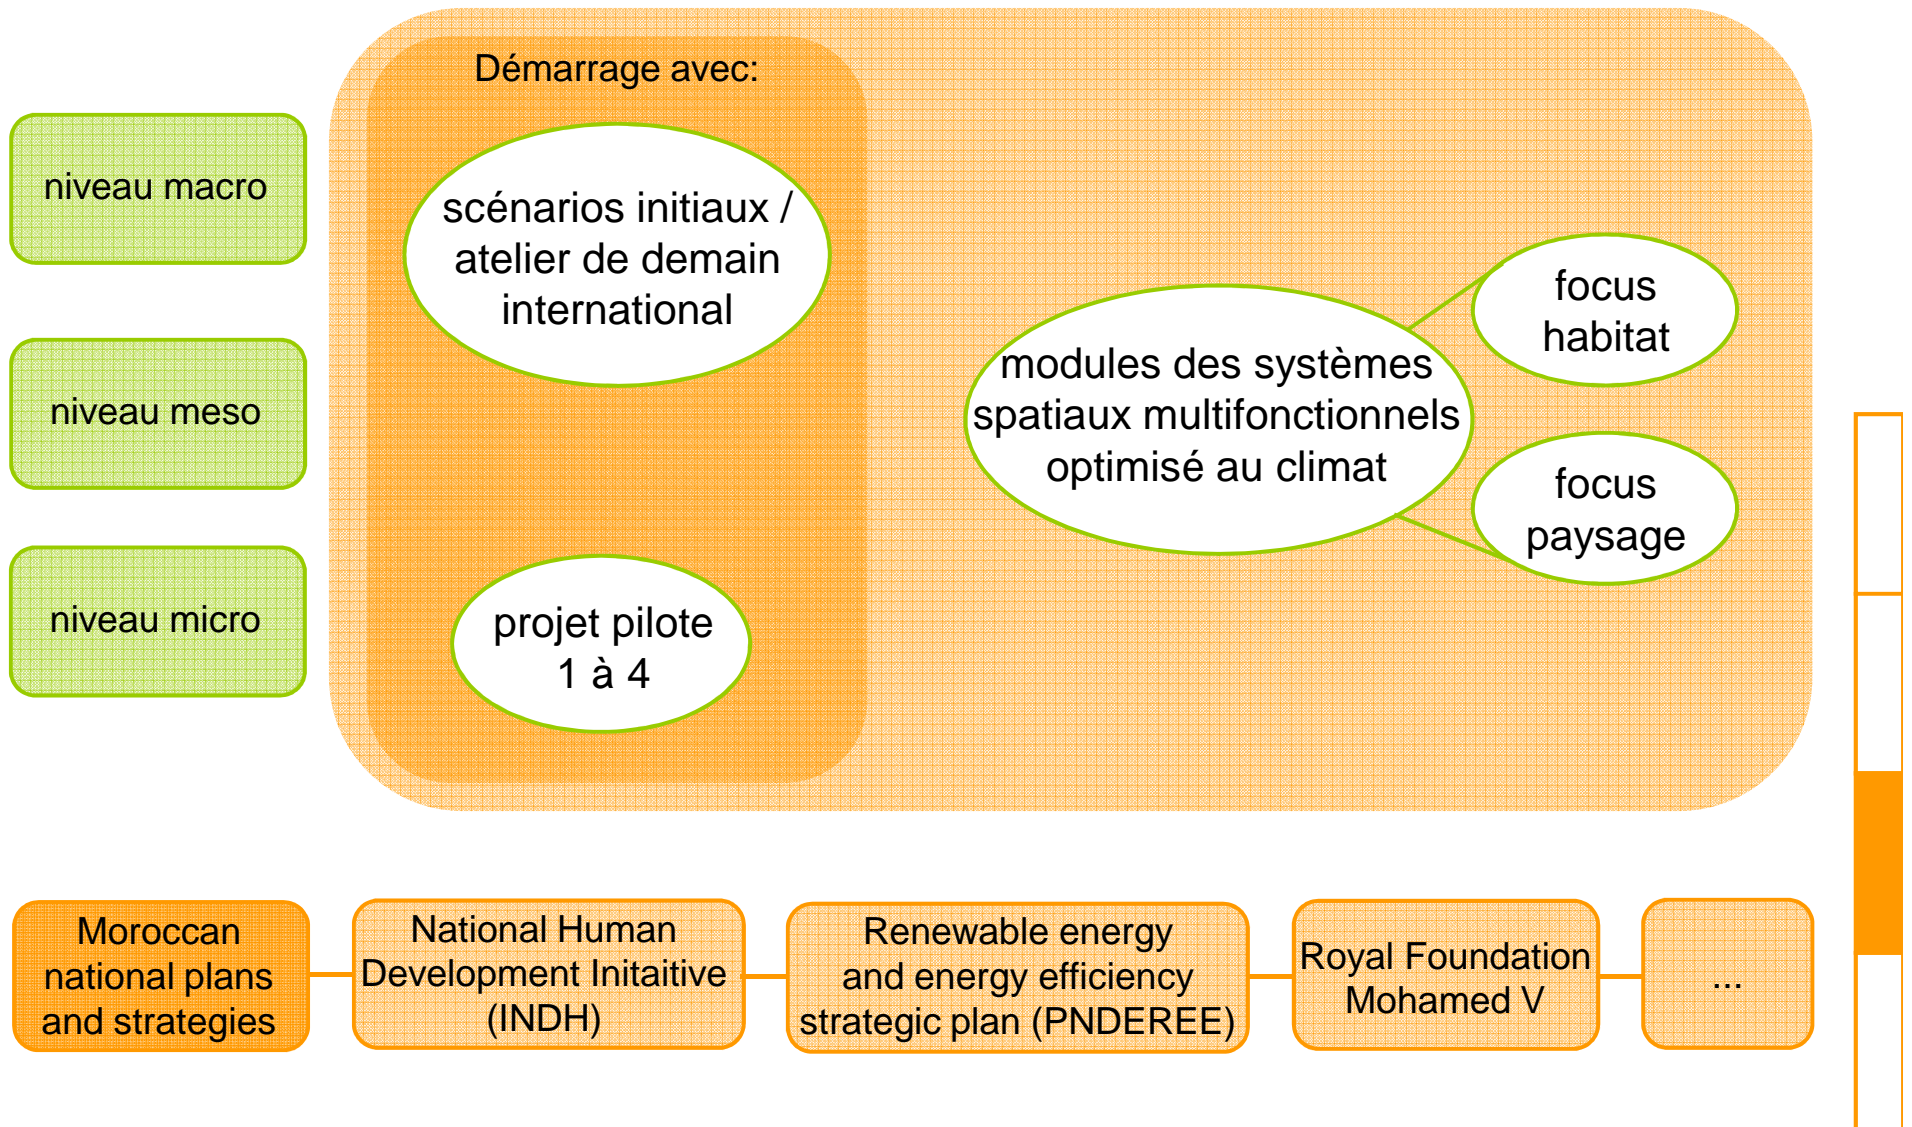 Démarrage avec:
niveau macro
niveau meso
niveau micro
scénarios initiaux /
atelier de demain
international
projet pilote
1 à 4
modules des systèmes
spatiaux multifonctionnels
optimisé au climat
focus
habitat
focus
paysage
Moroccan
national plans
and strategies
National Human
Development Initaitive
(INDH)
Renewable energy
and energy efficiency
strategic plan (PNDEREE)
Royal Foundation
Mohamed V
...